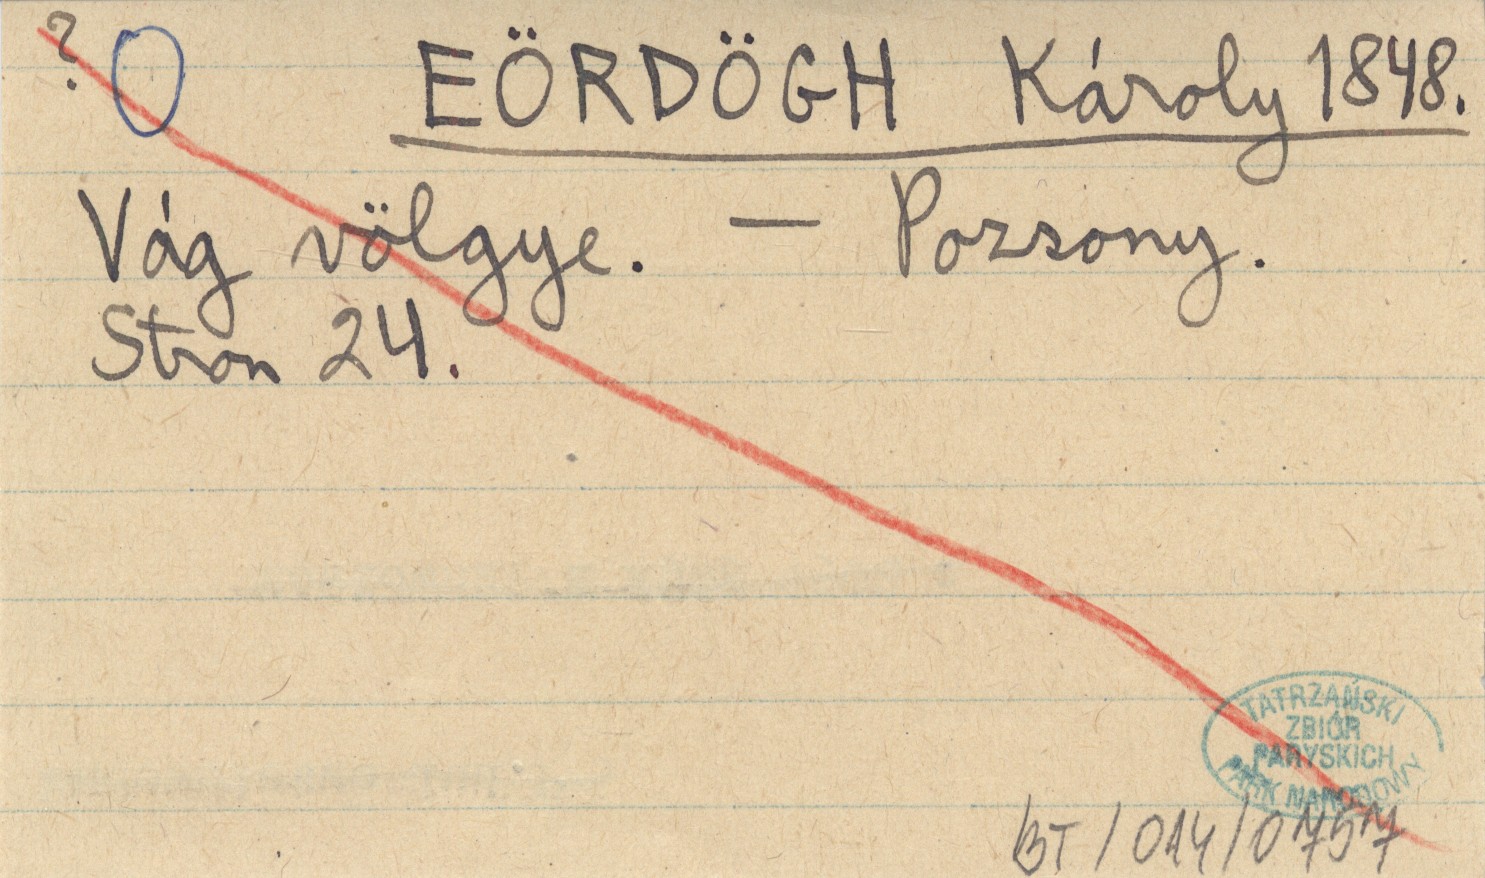 ?
EÖRDÖGH Károly 1848.
Vág völgye. — Pozsony.
Stron 24.
TATRZAŃSKI
ZBIÓR
PARYSKICH
PARK NARODOWY
BT/014/0757